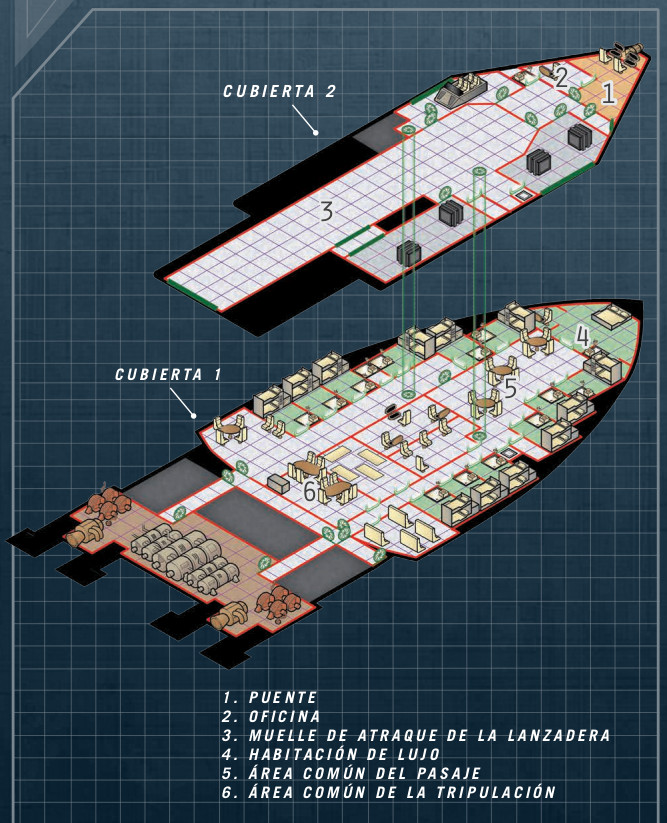 CUBIERTA 2
1
2
3
CUBIERTA 1
4
5
6
1. PUENTE
2. OFICINA
3. MUELLE DE ATRAQUE DE LA LANZADERA
4. HABITACIÓN DE LUJO
5. ÁREA COMÚN DEL PASAJE
6. ÁREA COMÚN DE LA TRIPULACIÓN